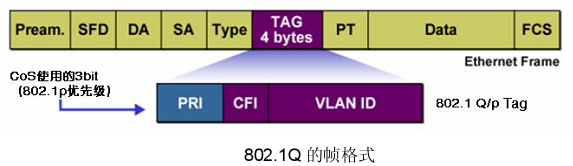 Pream. SFD DA SA Type TAG 4 bytes PT Data FCS
Ethernet Frame
CoS使用的3bit
(802.1p优先级)
PRI CFI VLAN ID
802.1 Q/p Tag
802.1Q 的帧格式